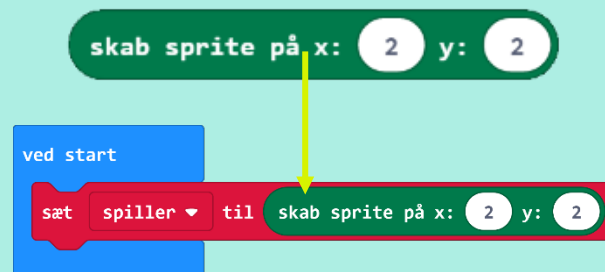 skab sprite på x: 2 y: 2
ved start
sæt spiller til skab sprite på x: 2 y: 2